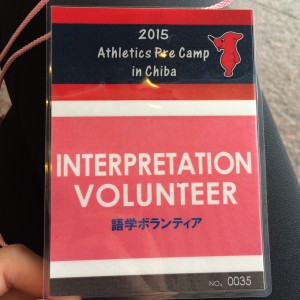 2015
Athletics Pre Camp
in Chiba
INTERPRETATION
VOLUNTEER
語学ボランティア
NO. 0035